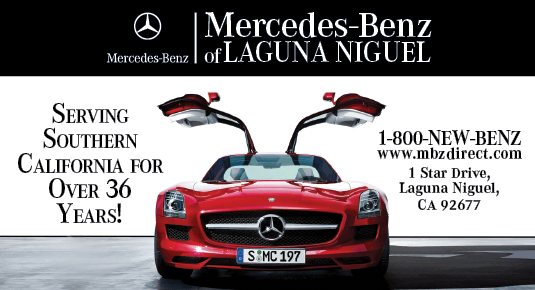 Mercedes-Benz
Mercedes-Benz
of LAGUNA NIGUEL
SERVING
SOUTHERN
CALIFORNIA FOR
OVER 36
YEARS!
1-800-NEW-BENZ
www.mbzdirect.com
1 Star Drive,
Laguna Niguel,
CA 92677
S MC 197